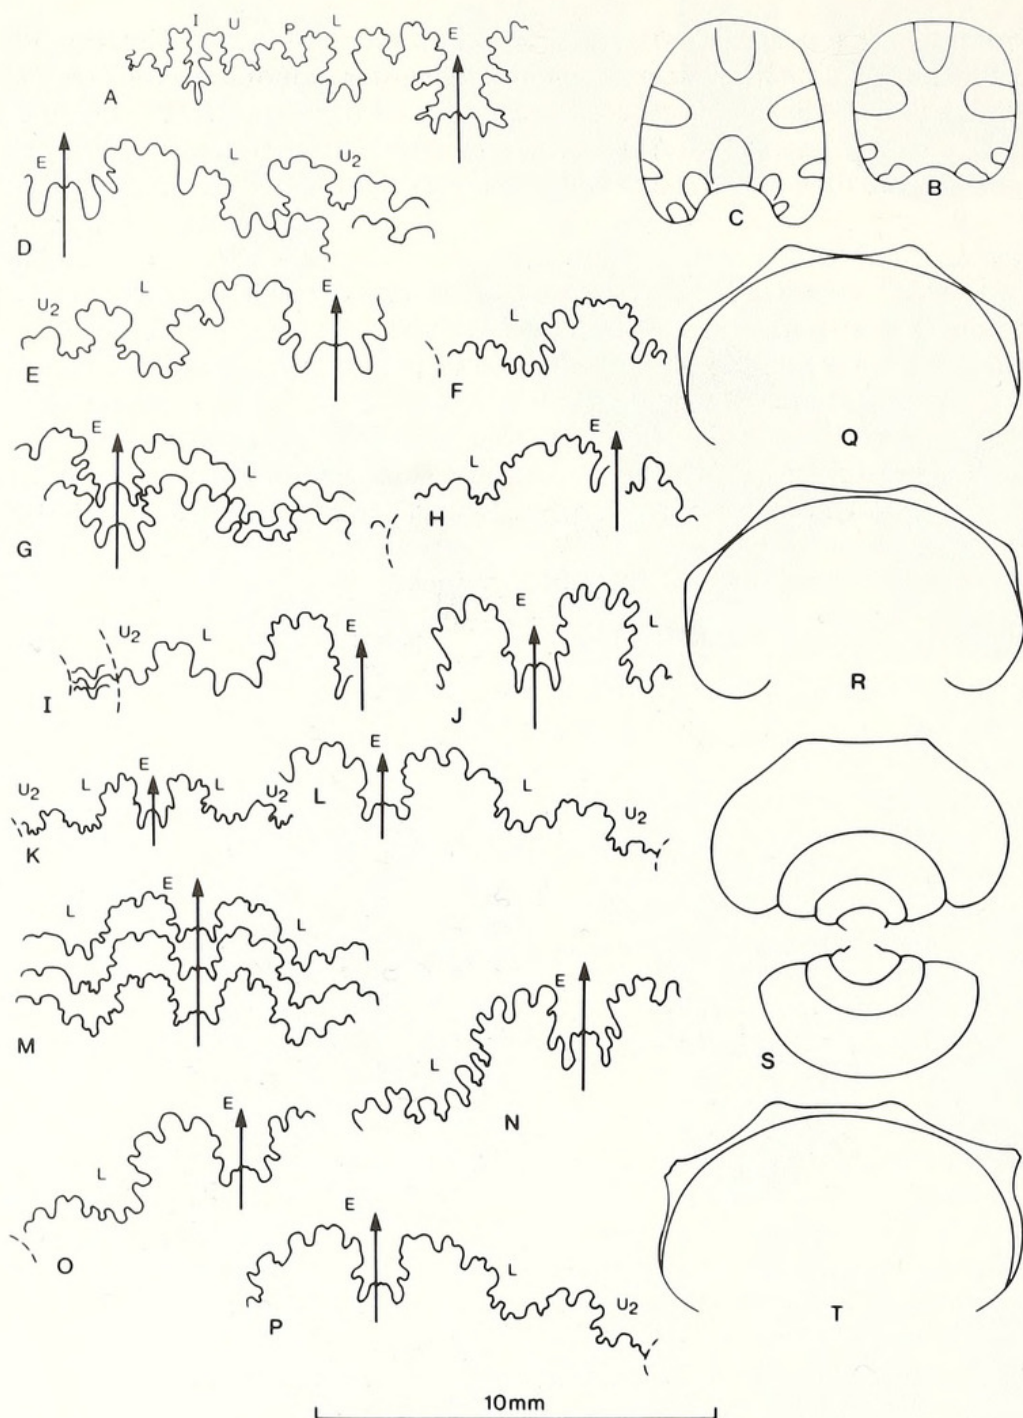 I U P L E
A
C B
E L U₂
D
U₂ L E
E
L
F
Q
E L
G
L E
H
U₂ L E
I
E L
J
R
U₂ L E L U₂
K
E L U₂
L
L E L
M
L E
N
S
L E
O
E L U₂
P
T
10mm